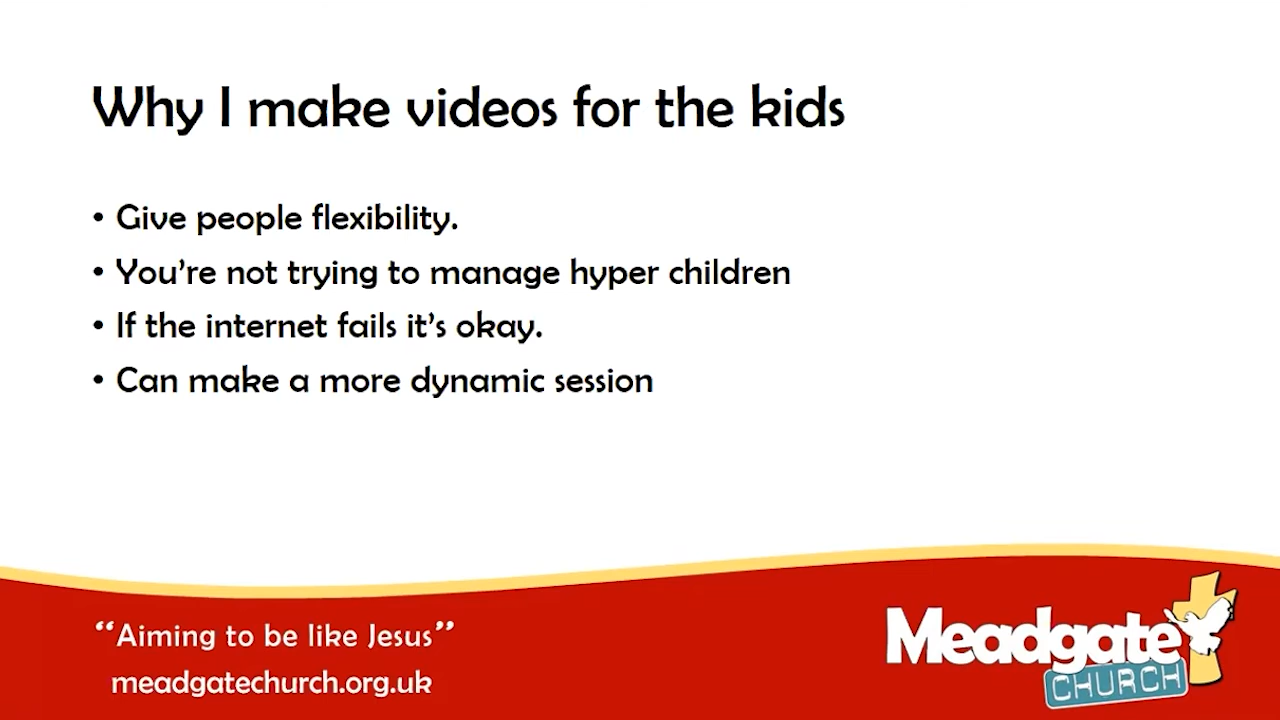 Why I make videos for the kids
• Give people flexibility.
• You’re not trying to manage hyper children
• If the internet fails it’s okay.
• Can make a more dynamic session
“Aiming to be like Jesus”
meadgatechurch.org.uk
Meadgate
CHURCH